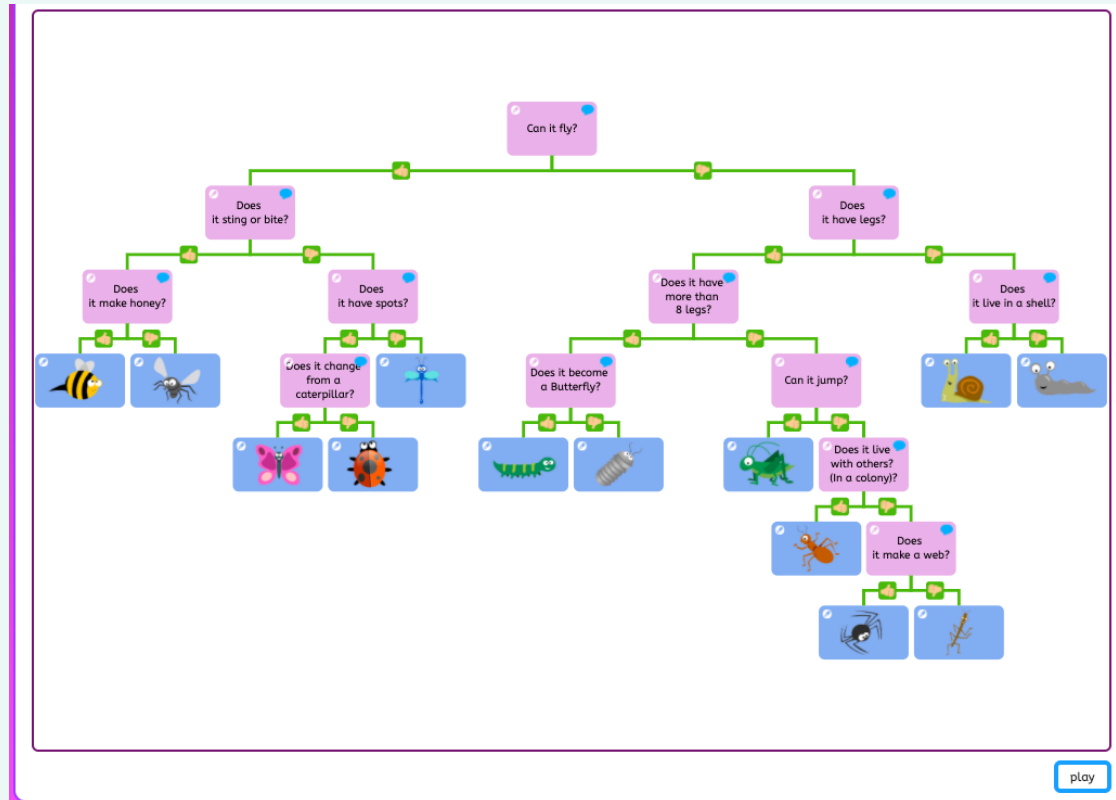 Can it fly?
Does
it sting or bite?
Does
it have legs?
Does
it make honey?
Does
it have spots?
Does it have
more than
8 legs?
Does
it live in a shell?
Does it change
from a
caterpillar?
Does it become
a Butterfly?
Can it jump?
Does it live
with others?
(In a colony)?
Does
it make a web?
play